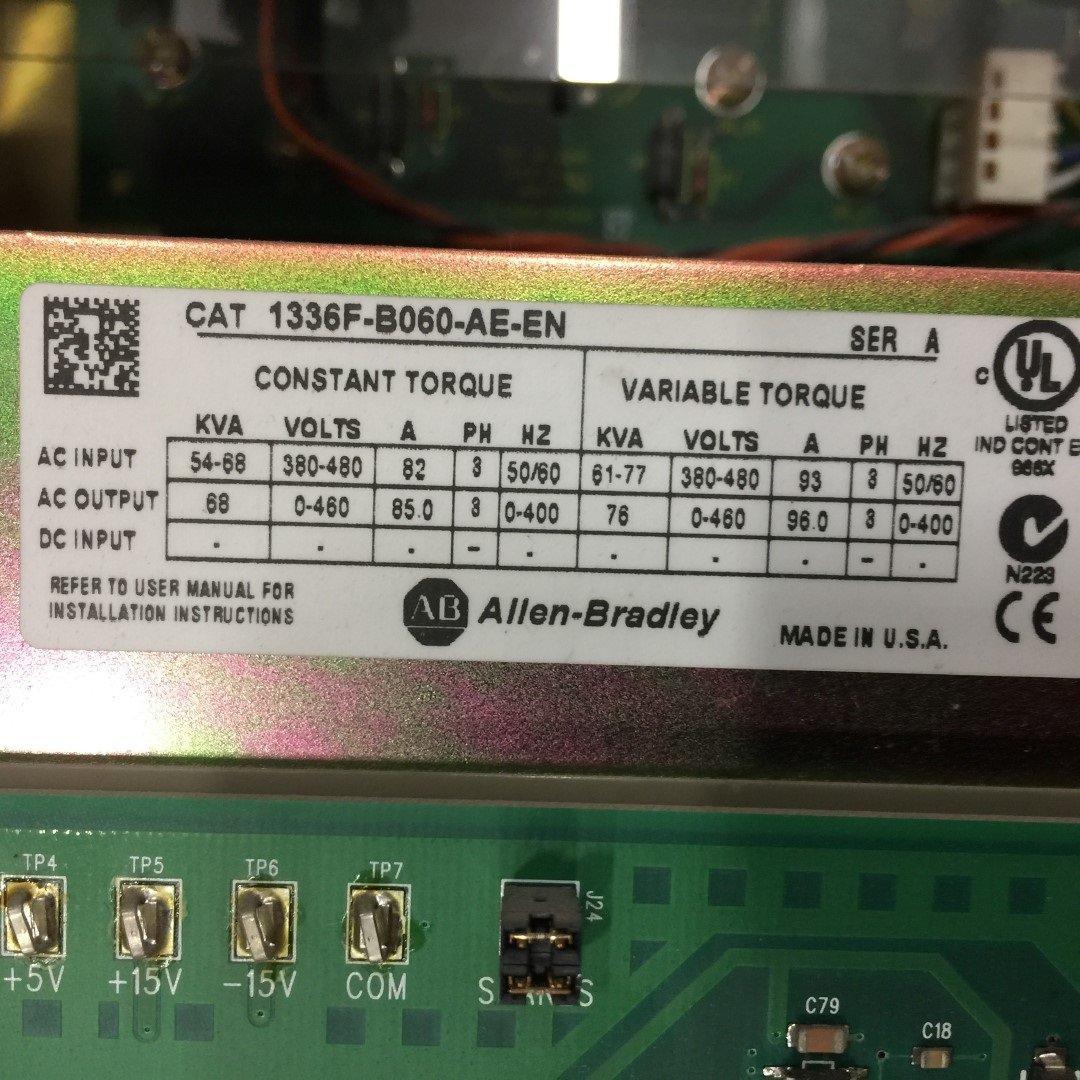 CAT 1336F-B060-AE-EN
SER A
CONSTANT TORQUE VARIABLE TORQUE
KVA VOLTS A PH HZ KVA VOLTS A PH HZ
AC INPUT 54-68 380-480 82 3 50/60 61-77 380-480 93 3 50/60
AC OUTPUT 68 0-460 85.0 3 0-400 76 0-460 96.0 3 0-400
DC INPUT . . . - . . . . - .
REFER TO USER MANUAL FOR
INSTALLATION INSTRUCTIONS
AB Allen-Bradley
MADE IN U.S.A.
C UL
LISTED
IND CONT E
966X
N223
CE
TP4 TP5 TP6 TP7
+5V +15V -15V COM
J24
C79
C18